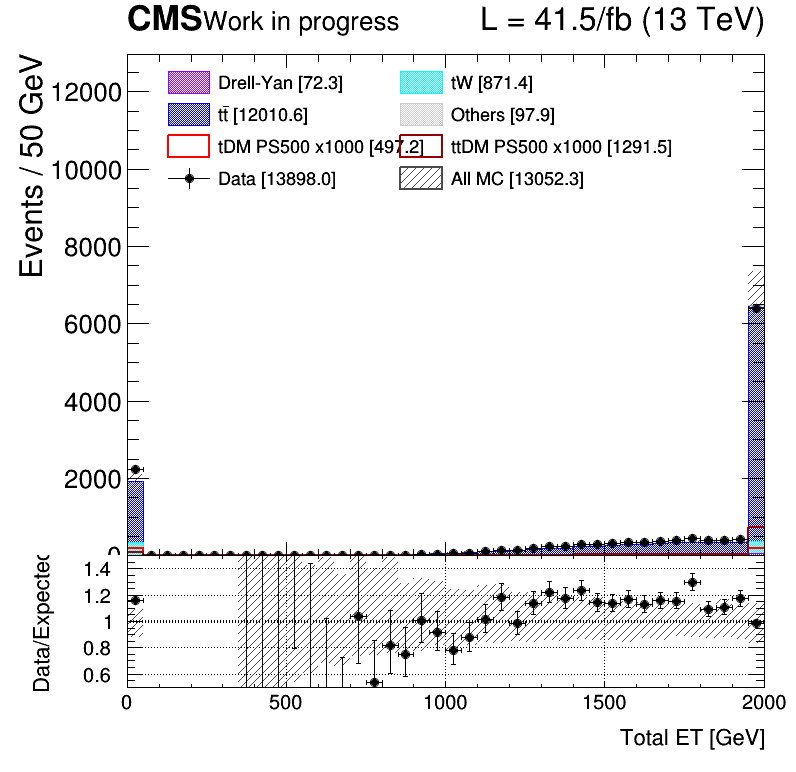 CMS Work in progress L = 41.5/fb (13 TeV)
Events / 50 GeV
12000
10000
8000
6000
4000
2000
0
Drell-Yan [72.3] tW [871.4]
tt̄ [12010.6] Others [97.9]
tDM PS500 x1000 [497.2] ttDM PS500 x1000 [1291.5]
Data [13898.0] All MC [13052.3]
Data/Expected
1.4
1.2
1
0.8
0.6
0 500 1000 1500 2000
Total ET [GeV]